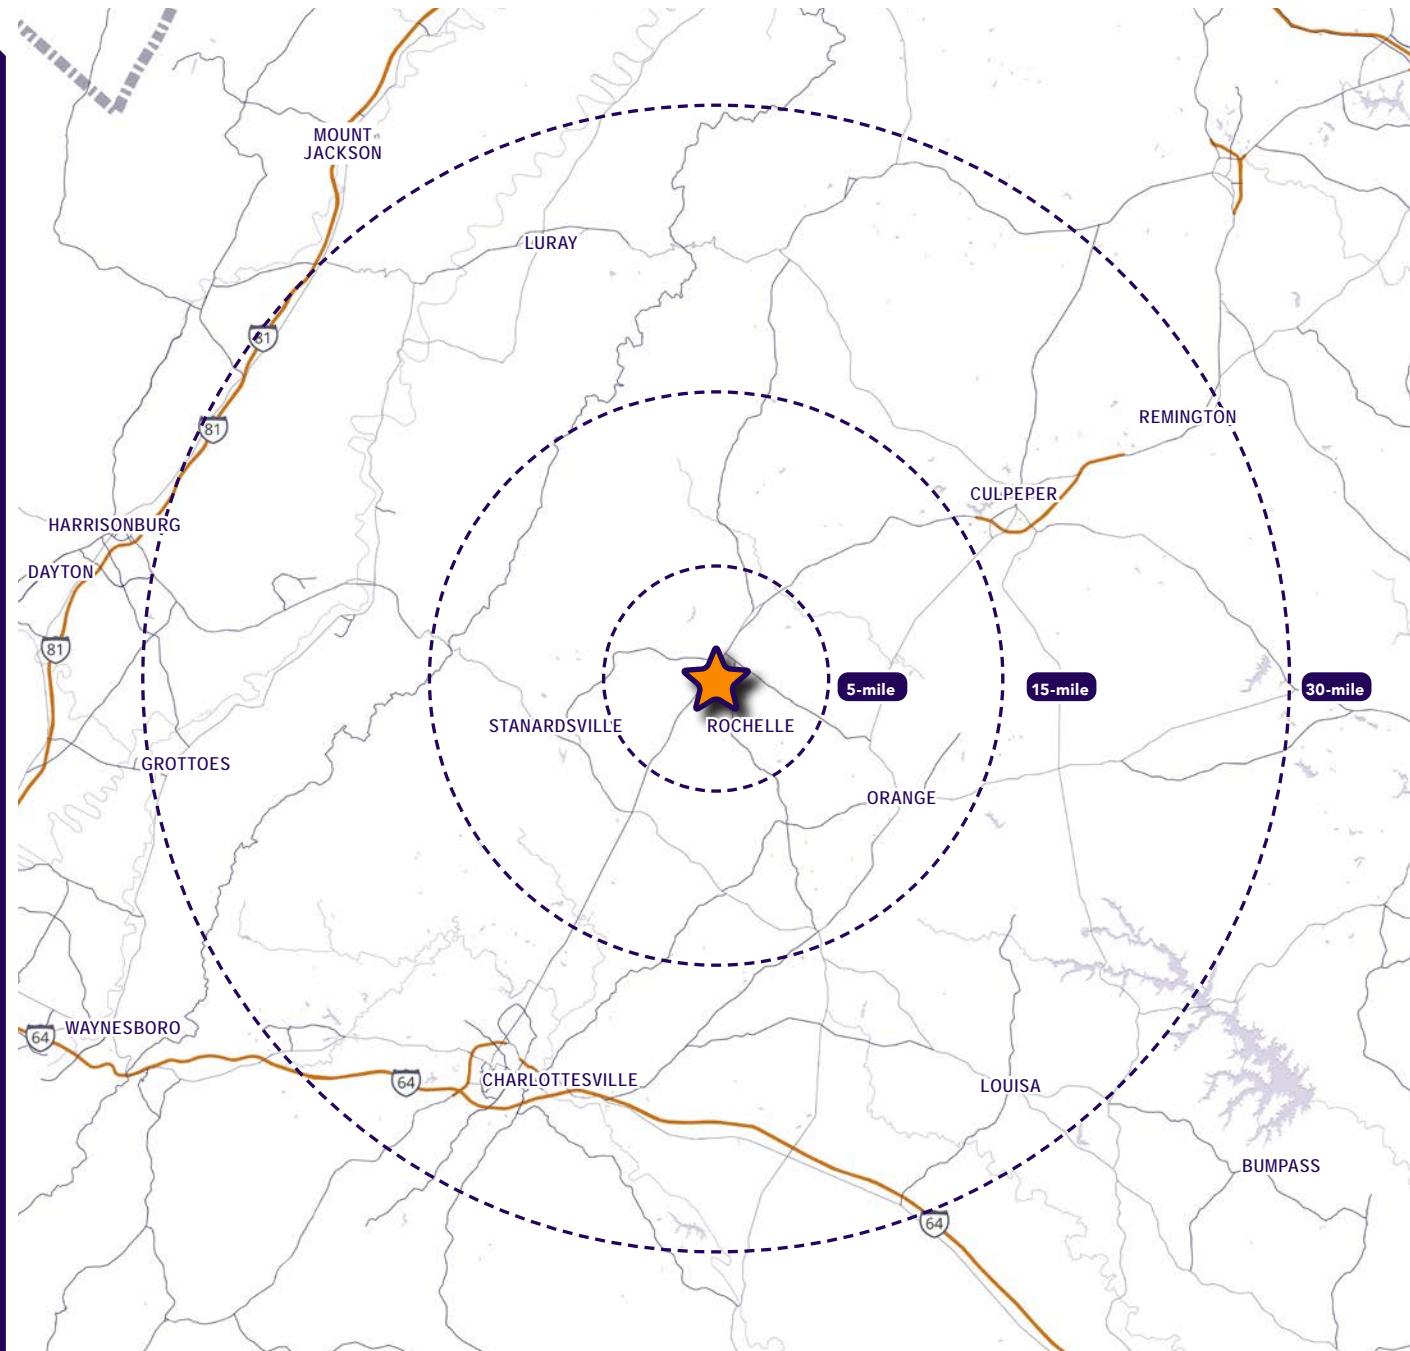 MOUNT
JACKSON
LURAY
81
81
REMINGTON
CULPEPER
HARRISONBURG
DAYTON
81
5-mile
15-mile
30-mile
STANARDSVILLE
ROCHELLE
GROTTOES
ORANGE
WAYNESBORO
64
64
CHARLOTTESVILLE
LOUISA
BUMPASS
64